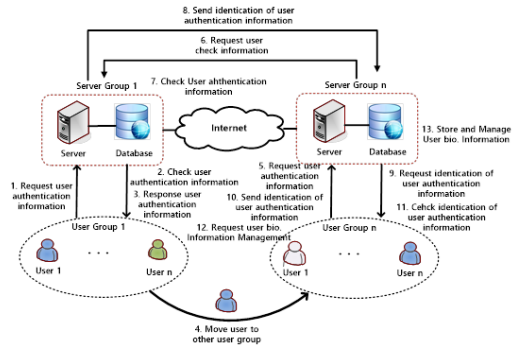 8. Send identication of user
authentication information
6. Request user
check information
Server Group 1
7. Check User ahthentication
information
Server Group n
Server
Database
Internet
Server
Database
13. Store and Manage
User bio. Information
1. Request user
authentication
information
2. Check user
authentication information
3. Response user
authentication
information
5. Request user
authentication
information
10. Send identication of
user authentication
information
9. Request identication of
user authentication
information
11. Cehck identication of
user authentication
information
12. Request user bio.
Information Management
User Group 1
User 1
. . .
User n
User Group n
User 1
. . .
User n
4. Move user to
other user group